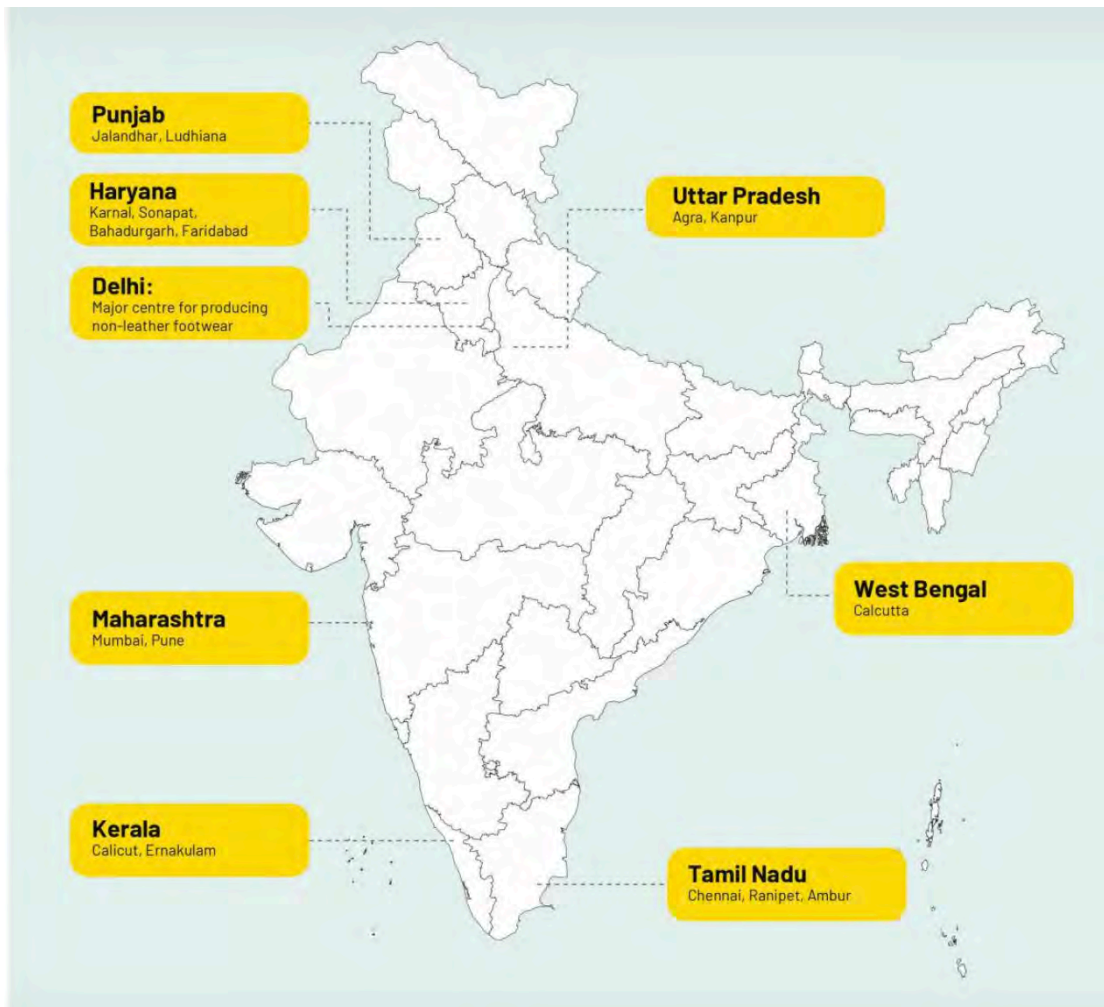 Punjab
Jalandhar, Ludhiana
Haryana
Karnal, Sonapat,
Bahadurgarh, Faridabad
Delhi:
Major centre for producing
non-leather footwear
Uttar Pradesh
Agra, Kanpur
Maharashtra
Mumbai, Pune
West Bengal
Calcutta
Kerala
Calicut, Ernakulam
Tamil Nadu
Chennai, Ranipet, Ambur